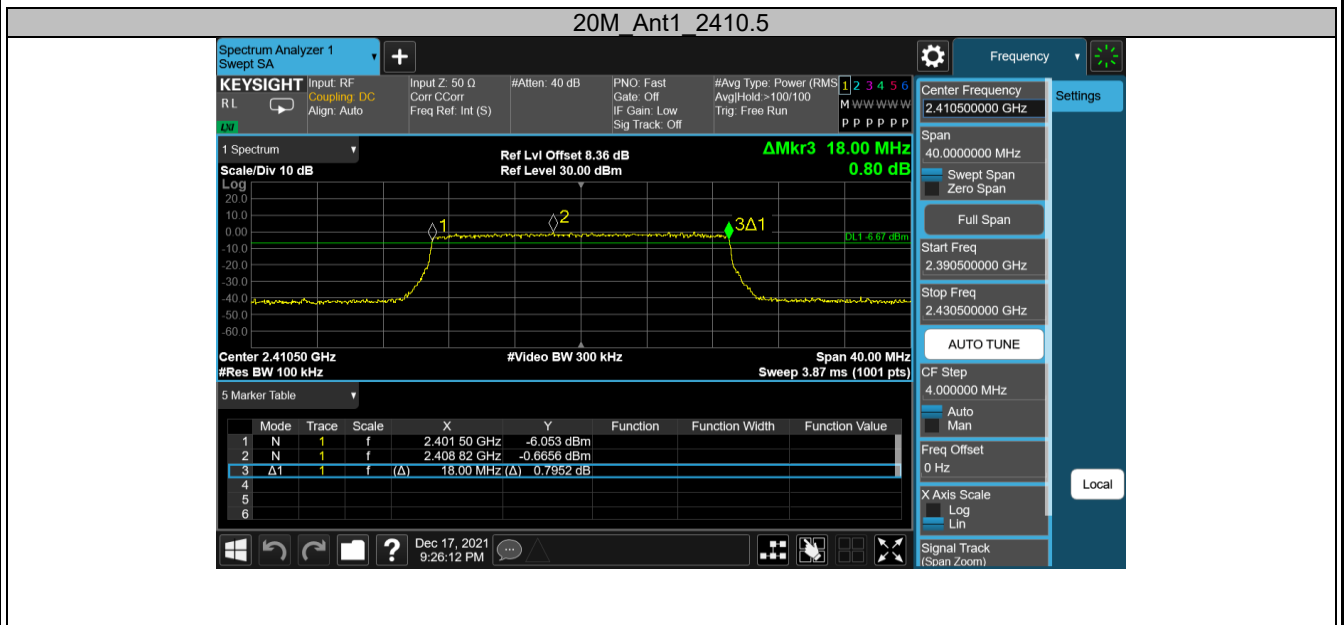 20M_Ant1_2410.5
Spectrum Analyzer 1
Swept SA
+
Frequency
KEYSIGHT
R L
LXI
Input: RF
Coupling: DC
Align: Auto
Input Z: 50 Ω
Corr CCorr
Freq Ref: Int (S)
#Atten: 40 dB
PNO: Fast
Gate: Off
IF Gain: Low
Sig Track: Off
#Avg Type: Power (RMS
Avg|Hold:>100/100
Trig: Free Run
1 2 3 4 5 6
M W W W W W
P P P P P P
Center Frequency
2.410500000 GHz
Settings
Span
40.0000000 MHz
Swept Span
Zero Span
Full Span
Start Freq
2.390500000 GHz
Stop Freq
2.430500000 GHz
AUTO TUNE
CF Step
4.000000 MHz
Auto
Man
Freq Offset
0 Hz
X Axis Scale
Log
Lin
Signal Track
(Span Zoom)
Local
1 Spectrum
Scale/Div 10 dB
Log
Ref Lvl Offset 8.36 dB
Ref Level 30.00 dBm
ΔMkr3 18.00 MHz
0.80 dB
20.0
10.0
0.00
-10.0
-20.0
-30.0
-40.0
-50.0
-60.0
1
2
3Δ1
DL1 -6.67 dBm
Center 2.41050 GHz
#Video BW 300 kHz
Span 40.00 MHz
#Res BW 100 kHz
Sweep 3.87 ms (1001 pts)
5 Marker Table
Mode Trace Scale X Y Function Function Width Function Value
1 N 1 f 2.401 50 GHz -6.053 dBm
2 N 1 f 2.408 82 GHz -0.6656 dBm
3 Δ1 1 f (Δ) 18.00 MHz (Δ) 0.7952 dB
4
5
6
?
Dec 17, 2021
9:26:12 PM